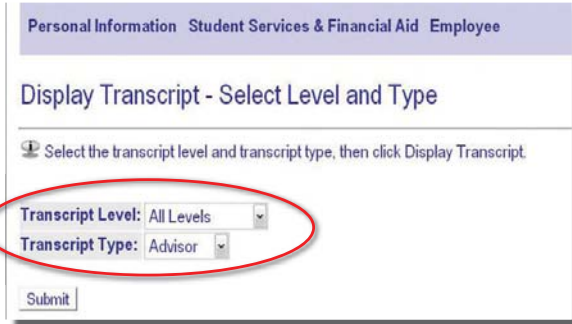 Personal Information Student Services & Financial Aid Employee
Display Transcript - Select Level and Type
Select the transcript level and transcript type, then click Display Transcript.
Transcript Level: All Levels
Transcript Type: Advisor
Submit